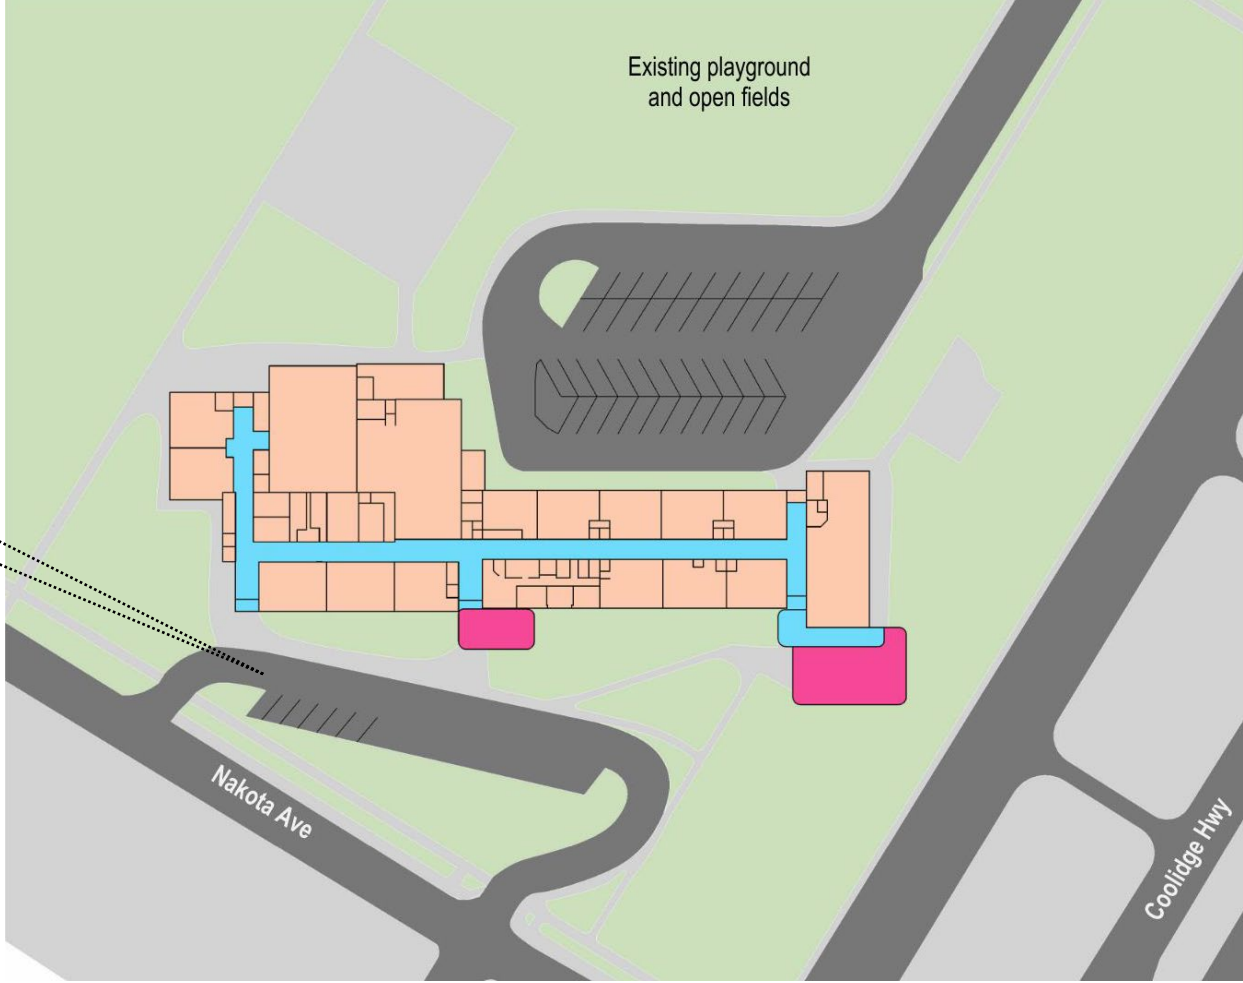 Existing playground
and open fields
Nakota Ave
Coolidge Hwy